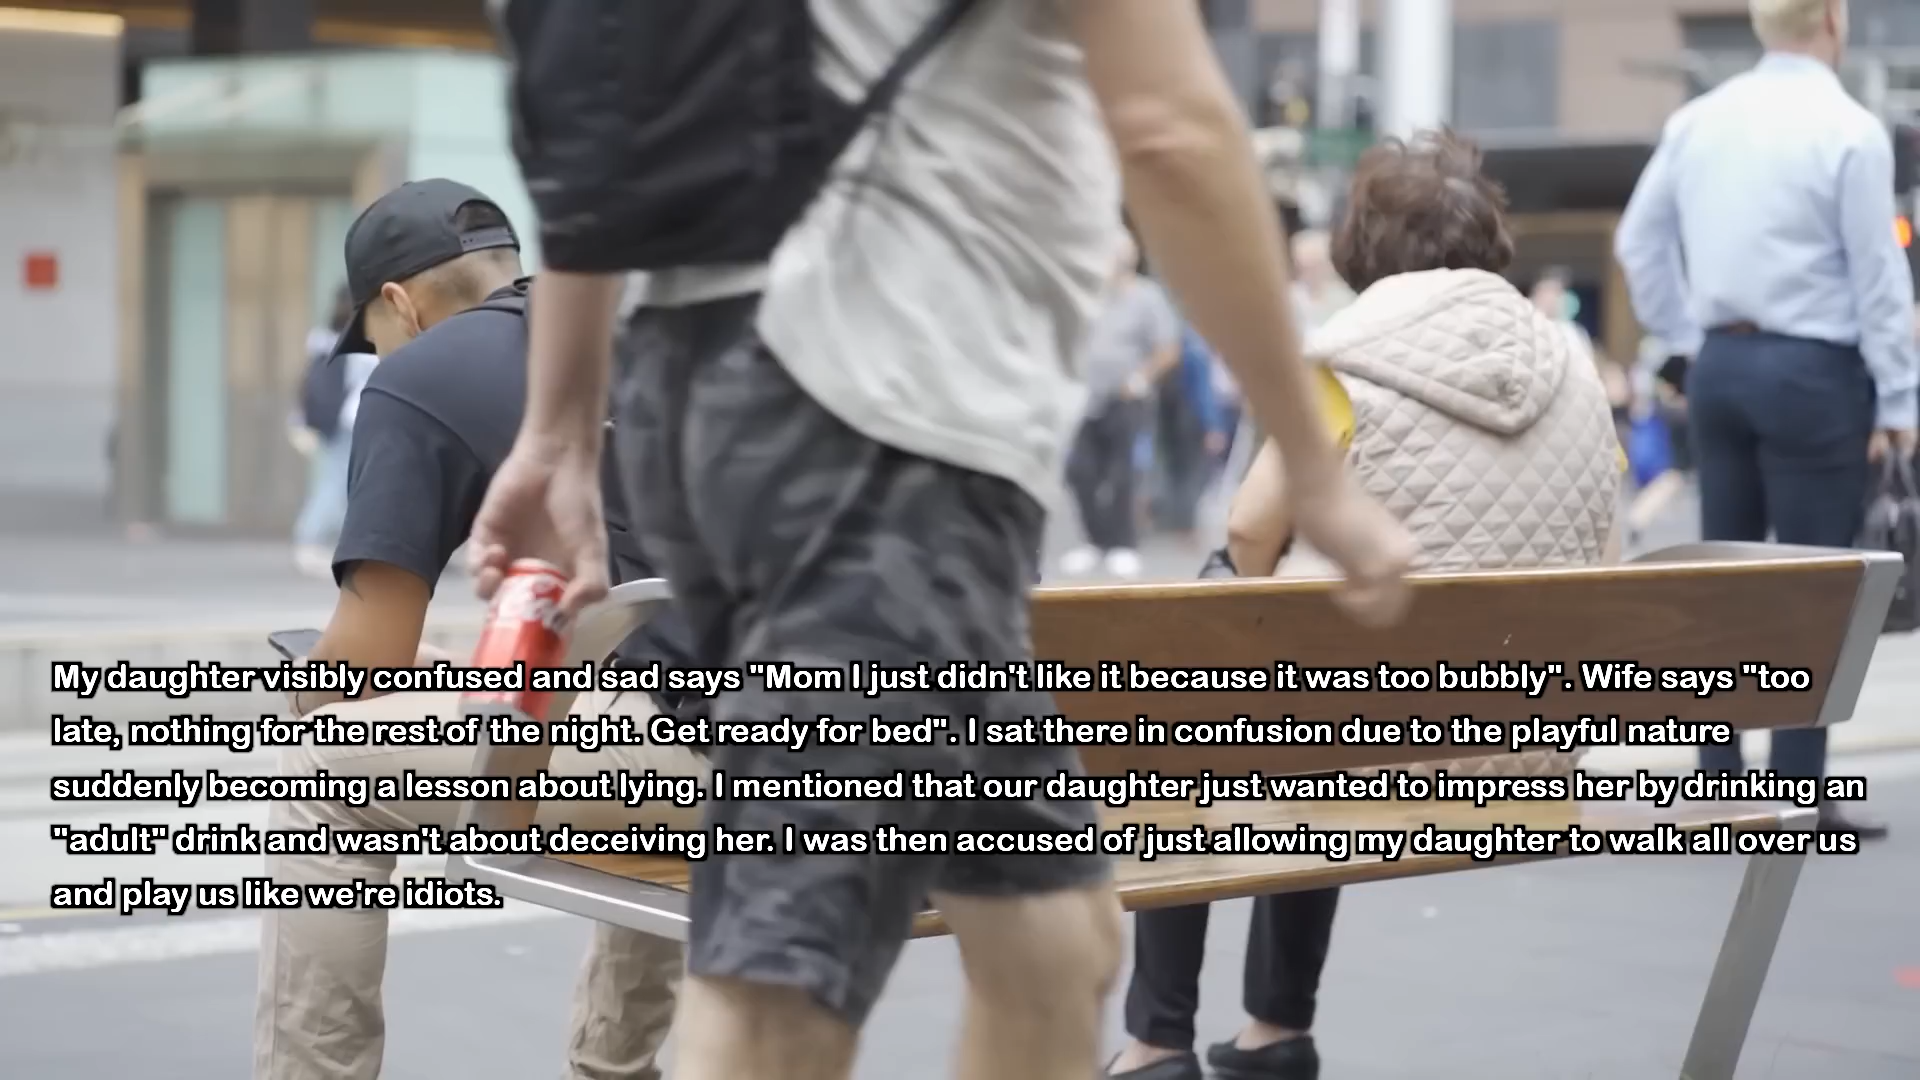 My daughter visibly confused and sad says "Mom I just didn't like it because it was too bubbly". Wife says "too
late, nothing for the rest of the night. Get ready for bed". I sat there in confusion due to the playful nature
suddenly becoming a lesson about lying. I mentioned that our daughter just wanted to impress her by drinking an
"adult" drink and wasn't about deceiving her. I was then accused of just allowing my daughter to walk all over us
and play us like we're idiots.